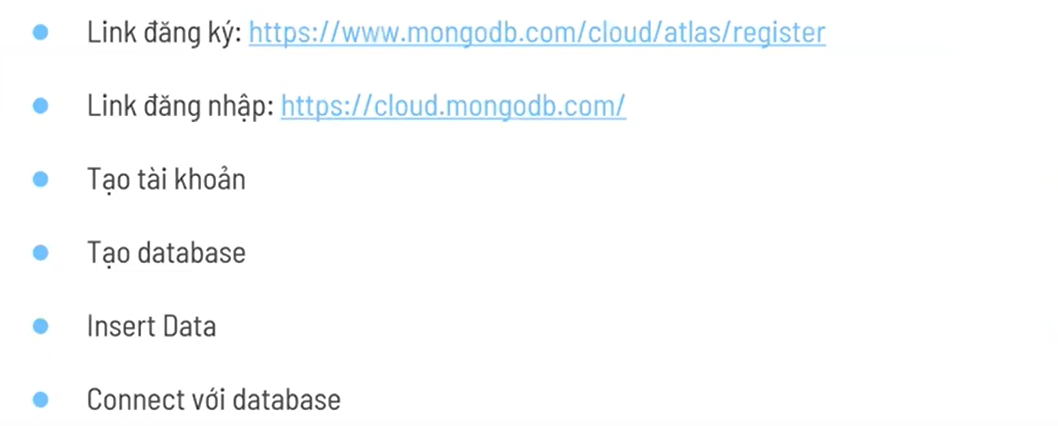 Link đăng ký: https://www.mongodb.com/cloud/atlas/register
Link đăng nhập: https://cloud.mongodb.com/
Tạo tài khoản
Tạo database
Insert Data
Connect với database